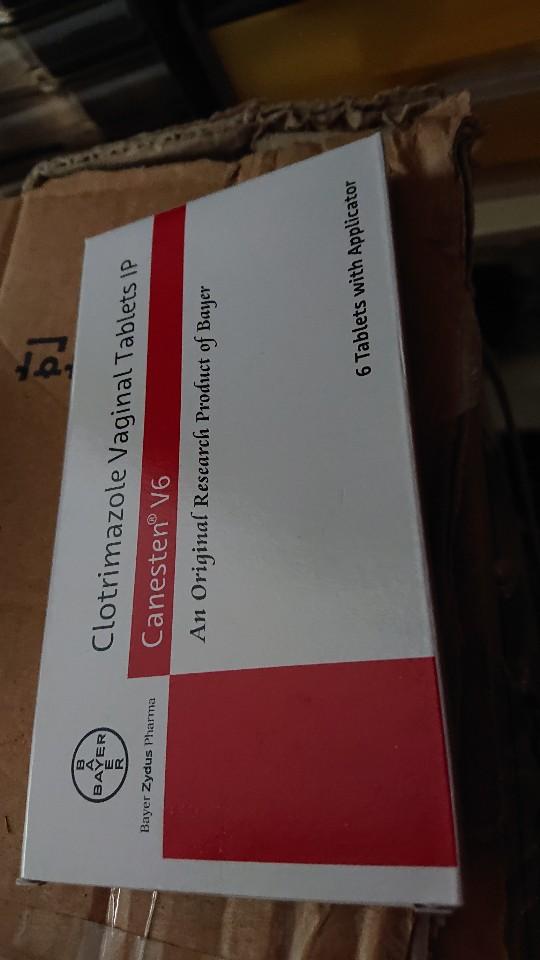 Clotrimazole Vaginal Tablets IP
Canesten® V6
An Original Research Product of Bayer
6 Tablets with Applicator
BAYER
BAYER
Bayer Zydus Pharma